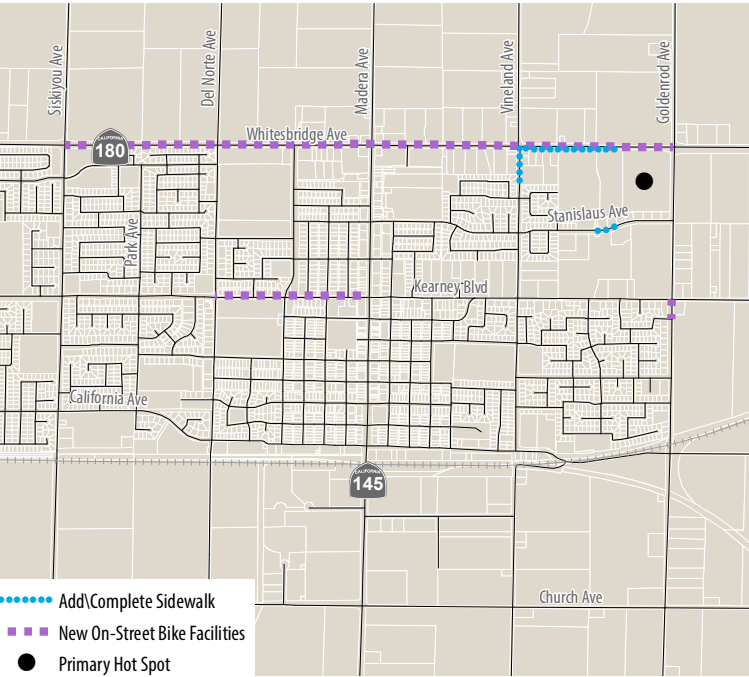 Siskiyou Ave
Del Norte Ave
Madera Ave
Vineland Ave
Goldenrod Ave
Whitesbridge Ave
CALIFORNIA
180
Stanislaus Ave
Park Ave
Kearney Blvd
California Ave
CALIFORNIA
145
Church Ave
Add\Complete Sidewalk
New On-Street Bike Facilities
Primary Hot Spot